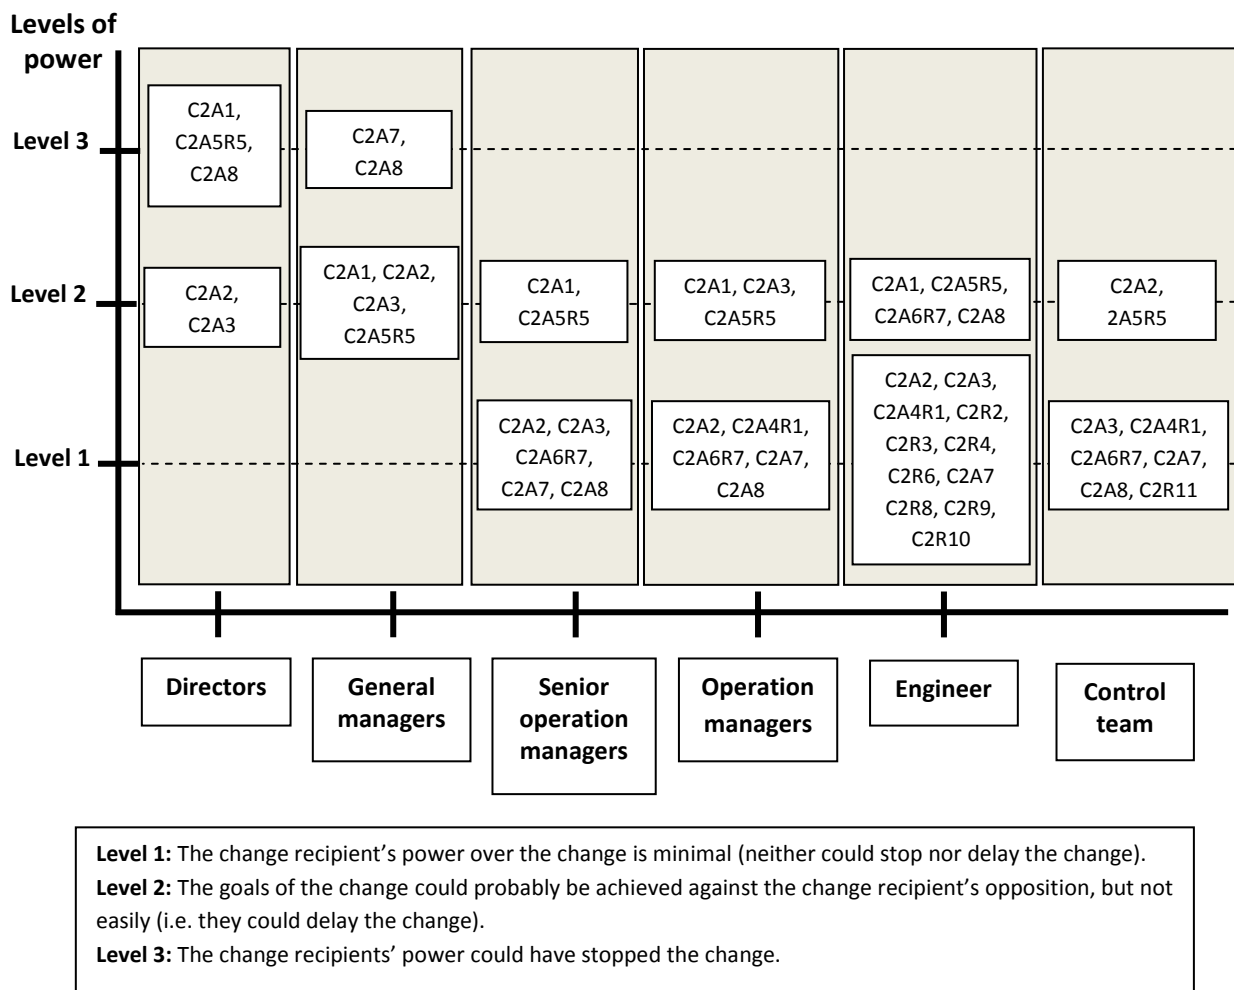 Levels of
power
Level 3
C2A1,
C2A5R5,
C2A8
C2A7,
C2A8
Level 2
C2A2,
C2A3
C2A1, C2A2,
C2A3,
C2A5R5
C2A1,
C2A5R5
C2A1, C2A3,
C2A5R5
C2A1, C2A5R5,
C2A6R7, C2A8
C2A2,
2A5R5
Level 1
C2A2, C2A3,
C2A6R7,
C2A7, C2A8
C2A2, C2A4R1,
C2A6R7, C2A7,
C2A8
C2A2, C2A3,
C2A4R1, C2R2,
C2R3, C2R4,
C2R6, C2A7
C2R8, C2R9,
C2R10
C2A3, C2A4R1,
C2A6R7, C2A7,
C2A8, C2R11
Directors
General
managers
Senior
operation
managers
Operation
managers
Engineer
Control
team
Level 1: The change recipient’s power over the change is minimal (neither could stop nor delay the change).
Level 2: The goals of the change could probably be achieved against the change recipient’s opposition, but not
easily (i.e. they could delay the change).
Level 3: The change recipients’ power could have stopped the change.